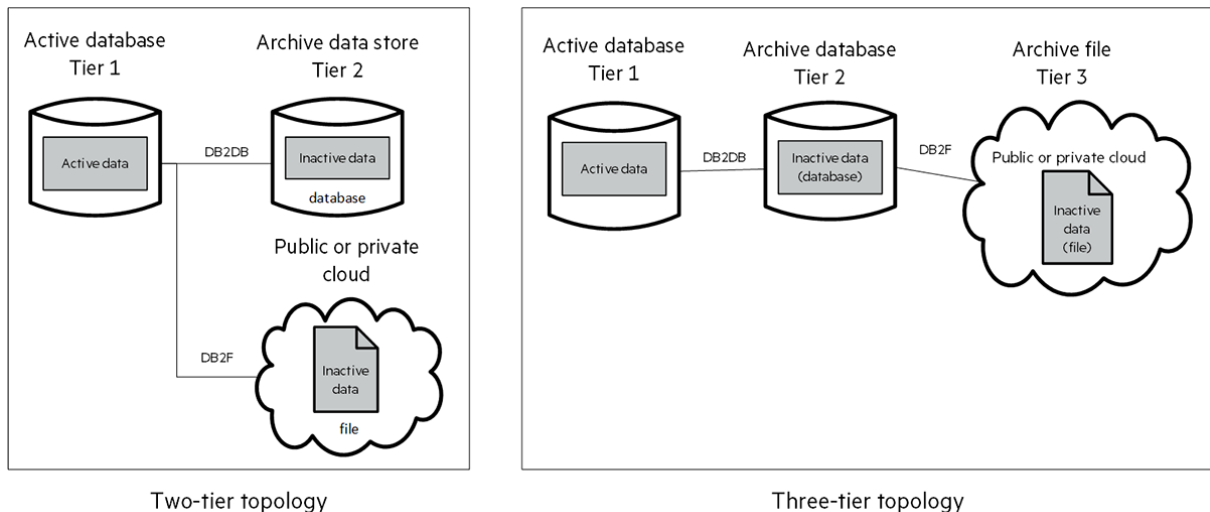 Active database
Tier 1
Archive data store
Tier 2
Active data
DB2DB
Inactive data
database
Public or private
cloud
DB2F
Inactive
data
file
Two-tier topology
Active database
Tier 1
Archive database
Tier 2
Archive file
Tier 3
Active data
DB2DB
Inactive data
(database)
DB2F
Public or private cloud
Inactive
data
(file)
Three-tier topology